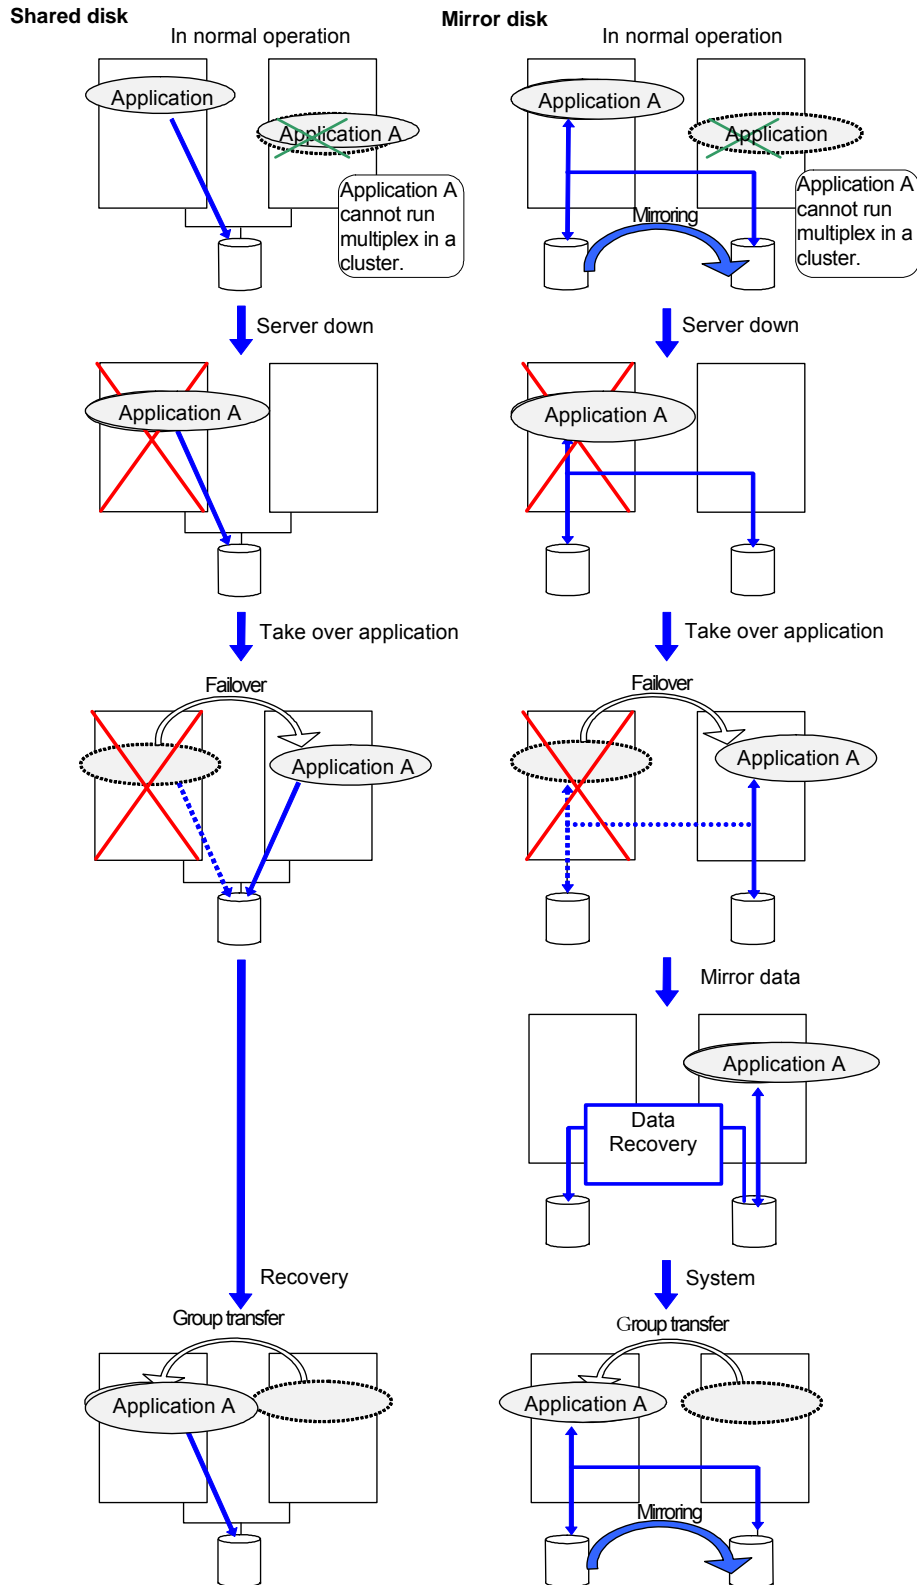 Shared disk
In normal operation
Application
Application A
Application A
cannot run
multiplex in a
cluster.
Server down
Application A
Take over application
Failover
Application A
Recovery
Group transfer
Application A
Mirror disk
In normal operation
Application A
Application
Application A
cannot run
multiplex in a
cluster.
Mirroring
Server down
Application A
Take over application
Failover
Application A
Mirror data
Application A
Data
Recovery
System
Group transfer
Application A
Mirroring